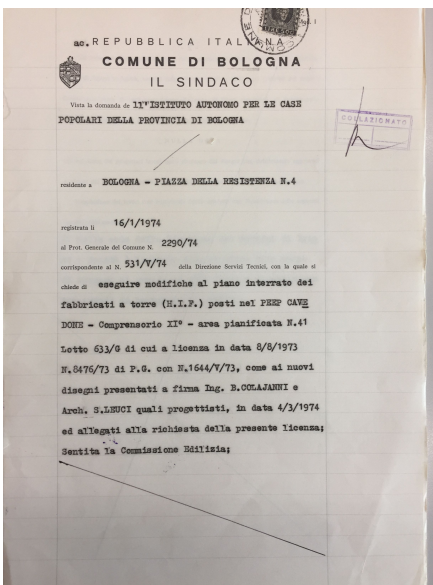 ac. REPUBBLICA ITALIANA
COMUNE DI BOLOGNA
IL SINDACO
Vista la domanda de ll'ISTITUTO AUTONOMO PER LE CASE
POPOLARI DELLA PROVINCIA DI BOLOGNA
COLLAZIONATO
residente a BOLOGNA - PIAZZA DELLA RESISTENZA N.4
registrata li 16/1/1974
al Prot. Generale del Comune N. 2290/74
corrispondente al N. 531/V/74 della Direzione Servizi Tecnici, con la quale si
chiede di eseguire modifiche al piano interrato dei
fabbricati a torre (H.I.F.) posti nel PEEP CAVE
DONE - Comprensorio XI° - area pianificata N.41
Lotto 633/G di cui a licenza in data 8/8/1973
N.8476/73 di P.G. con N.1644/V/73, come ai nuovi
disegni presentati a firma Ing. B.COLAJANNI e
Arch. S.LEUCI quali progettisti, in data 4/3/1974
ed allegati alla richiesta della presente licenza;
Sentita la Commissione Edilizia;